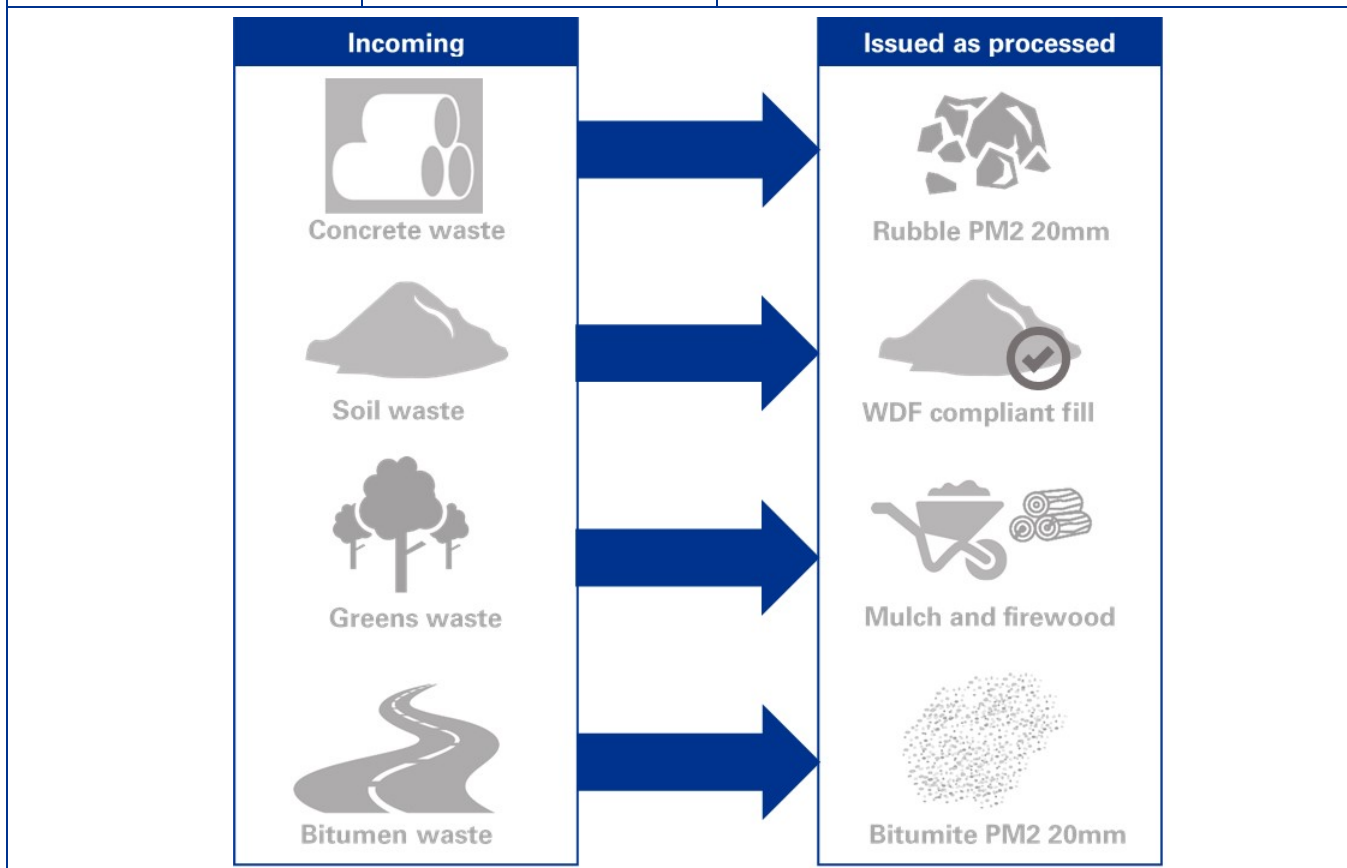 Incoming
Issued as processed
Concrete waste
Rubble PM2 20mm
Soil waste
WDF compliant fill
Greens waste
Mulch and firewood
Bitumen waste
Bitumite PM2 20mm